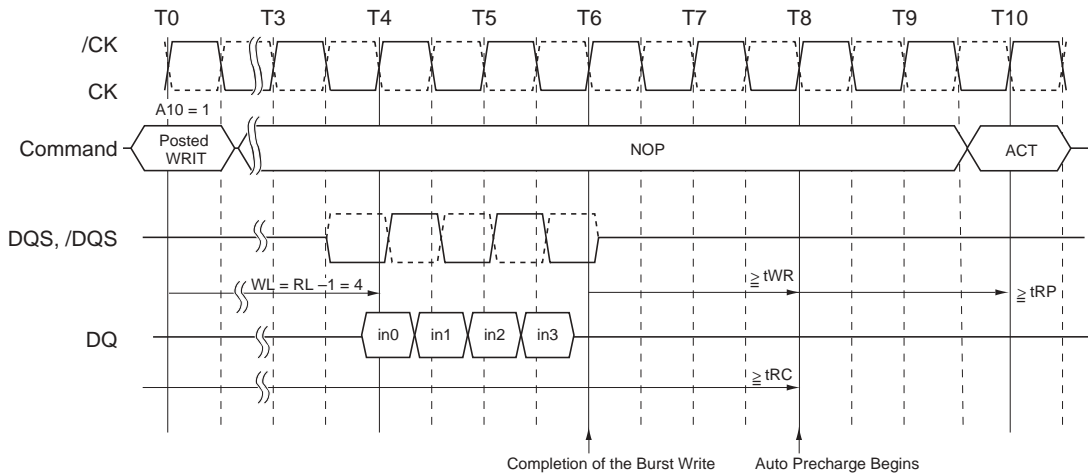 T0 T3 T4 T5 T6 T7 T8 T9 T10
/CK
CK
A10 = 1
Command
Posted
WRIT
NOP
ACT
DQS, /DQS
WL = RL –1 = 4
≧ tWR
≧ tRP
DQ
in0 in1 in2 in3
≧ tRC
Completion of the Burst Write
Auto Precharge Begins